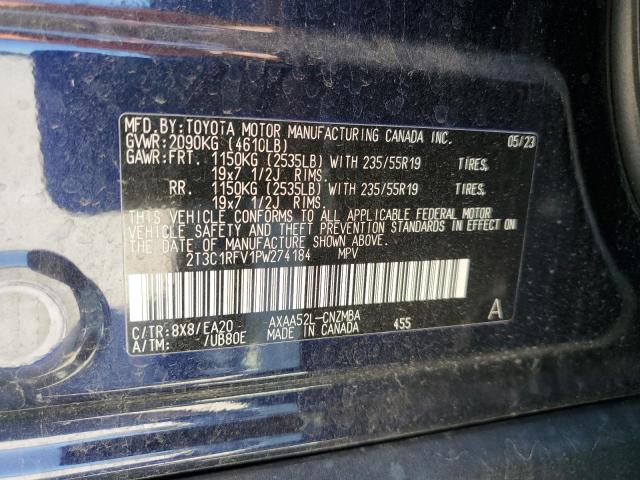 MFD.BY:TOYOTA MOTOR MANUFACTURING CANADA INC. 05/23
GVWR:2090KG (4610LB)
GAWR:FRT. 1150KG (2535LB) WITH 235/55R19 TIRES,
19x7 1/2J RIMS.
RR. 1150KG (2535LB) WITH 235/55R19 TIRES,
19x7 1/2J RIMS.
THIS VEHICLE CONFORMS TO ALL APPLICABLE FEDERAL MOTOR
VEHICLE SAFETY AND THEFT PREVENTION STANDARDS IN EFFECT ON
THE DATE OF MANUFACTURE SHOWN ABOVE.
2T3C1RFV1PW274184 MPV
C/TR:8X8/EA20 AXAA52L-CNZMBA 455 A
A/TM: /UB80E MADE IN CANADA